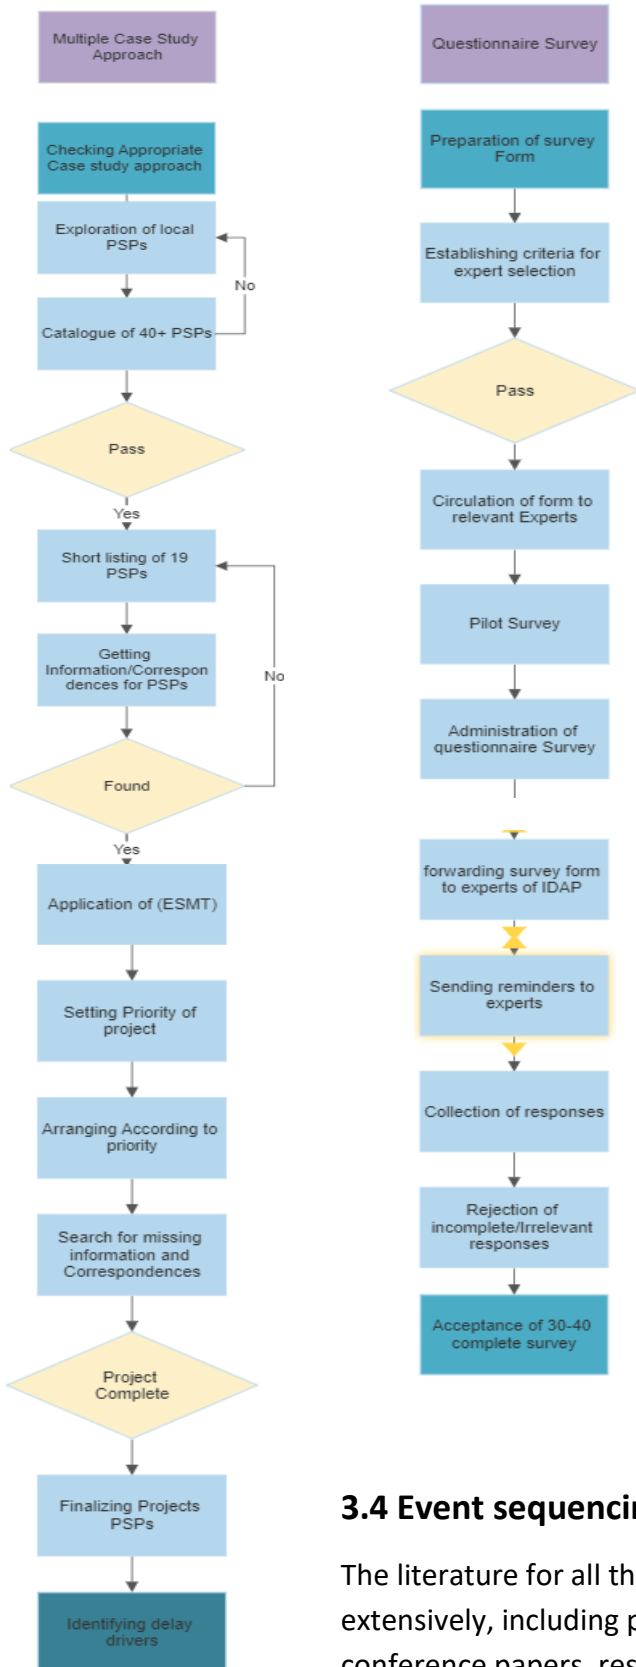 Multiple Case Study
Approach
Checking Appropriate
Case study approach
Exploration of local
PSPs
No
Catalogue of 40+ PSPs
Pass
Yes
Short listing of 19
PSPs
Getting
Information/Correspon
dences for PSPs
No
Found
Yes
Application of (ESMT)
Setting Priority of
project
Arranging According to
priority
Search for missing
information and
Correspondences
Project
Complete
Finalizing Projects
PSPs
Identifying delay
drivers
Questionnaire Survey
Preparation of survey
Form
Establishing criteria for
expert selection
Pass
Circulation of form to
relevant Experts
Pilot Survey
Administration of
questionnaire Survey
forwarding survey form
to experts of IDAP
Sending reminders to
experts
Collection of responses
Rejection of
incomplete/Irrelevant
responses
Acceptance of 30-40
complete survey
3.4 Event sequencin
The literature for all th
extensively, including p
conference papers, res